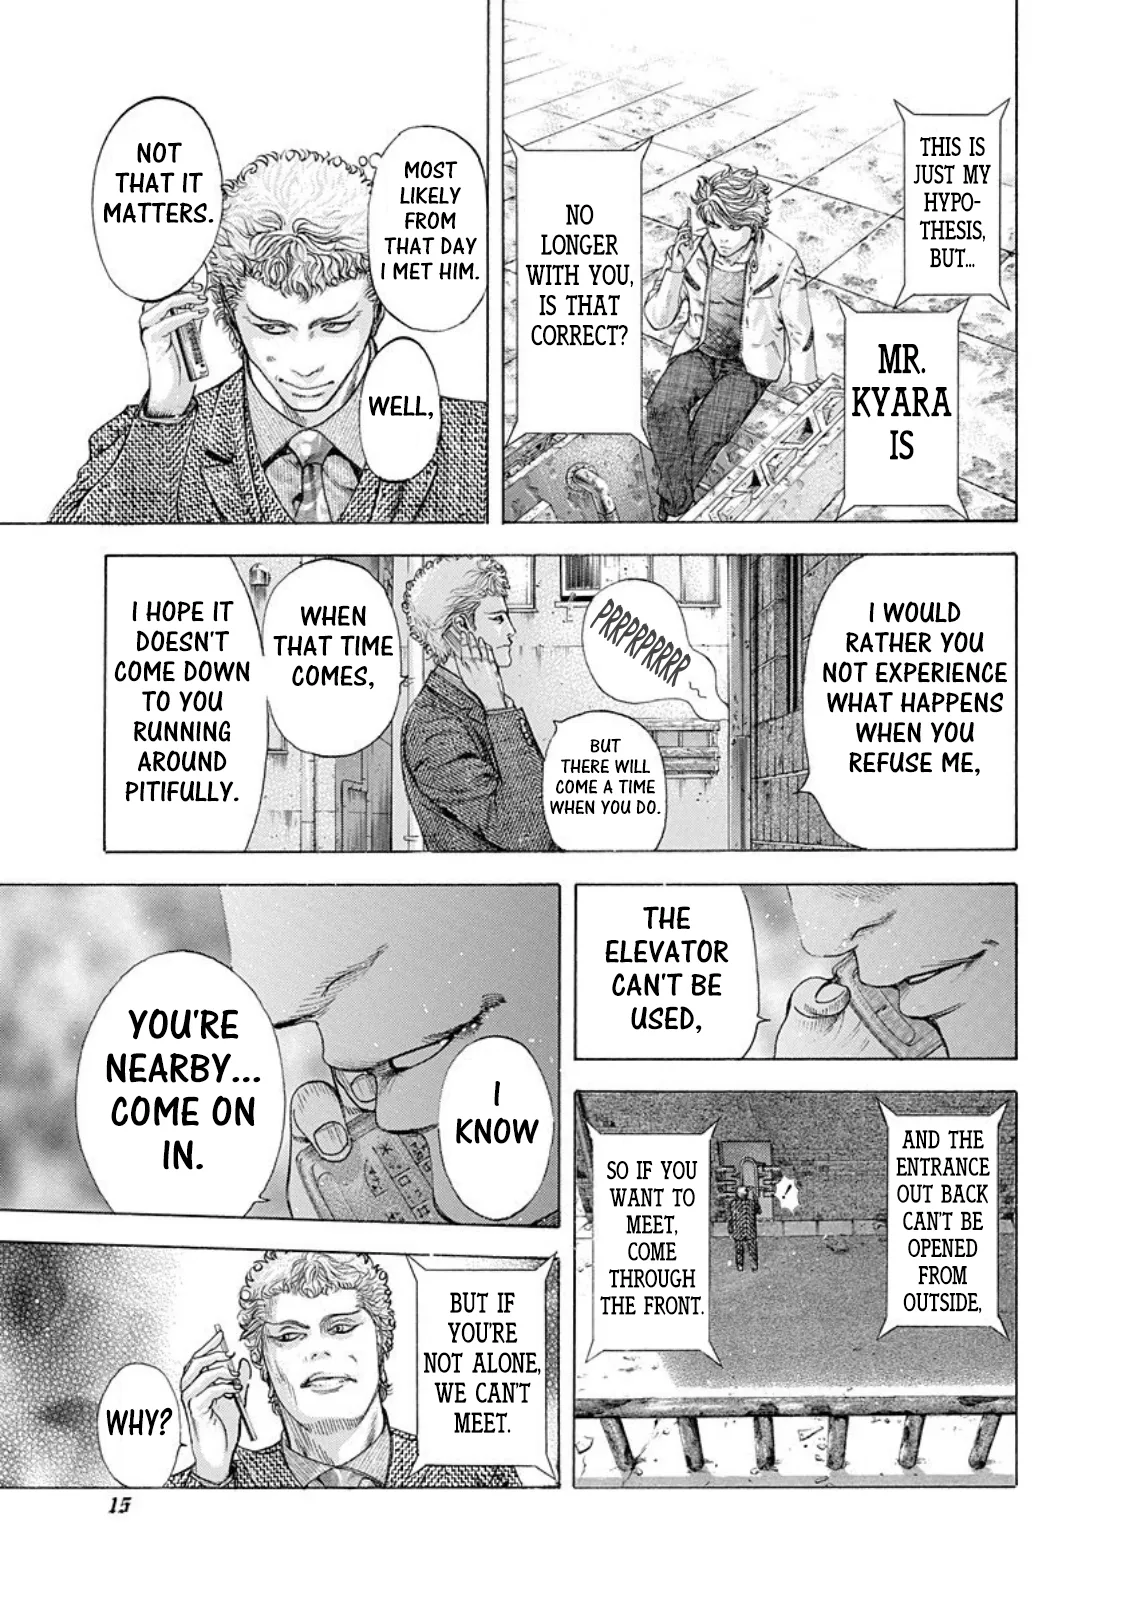 THIS IS
JUST MY
HYPO-
THESIS,
BUT...
MR.
KYARA
IS
NO
LONGER
WITH YOU,
IS THAT
CORRECT?
MOST
LIKELY
FROM
THAT DAY
I MET HIM.
NOT
THAT IT
MATTERS.
WELL,
I WOULD
RATHER YOU
NOT EXPERIENCE
WHAT HAPPENS
WHEN YOU
REFUSE ME,
PRRPRPRRRR
BUT
THERE WILL
COME A TIME
WHEN YOU DO.
WHEN
THAT TIME
COMES,
I HOPE IT
DOESN'T
COME DOWN
TO YOU
RUNNING
AROUND
PITIFULLY.
THE
ELEVATOR
CAN'T BE
USED,
I
KNOW
YOU'RE
NEARBY...
COME ON
IN.
AND THE
ENTRANCE
OUT BACK
CAN'T BE
OPENED
FROM
OUTSIDE,
!
SO IF YOU
WANT TO
MEET,
COME
THROUGH
THE FRONT.
BUT IF
YOU'RE
NOT ALONE,
WE CAN'T
MEET.
WHY?
15